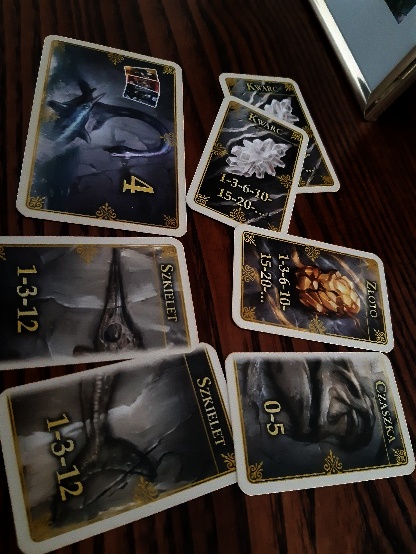 4
KWARC
KWARC
1-3-6-10-
15-20-...
ZŁOTO
1-3-6-10-
15-20-...
SZKIELET
1-3-12
SZKIELET
1-3-12
CZASZKA
0-5